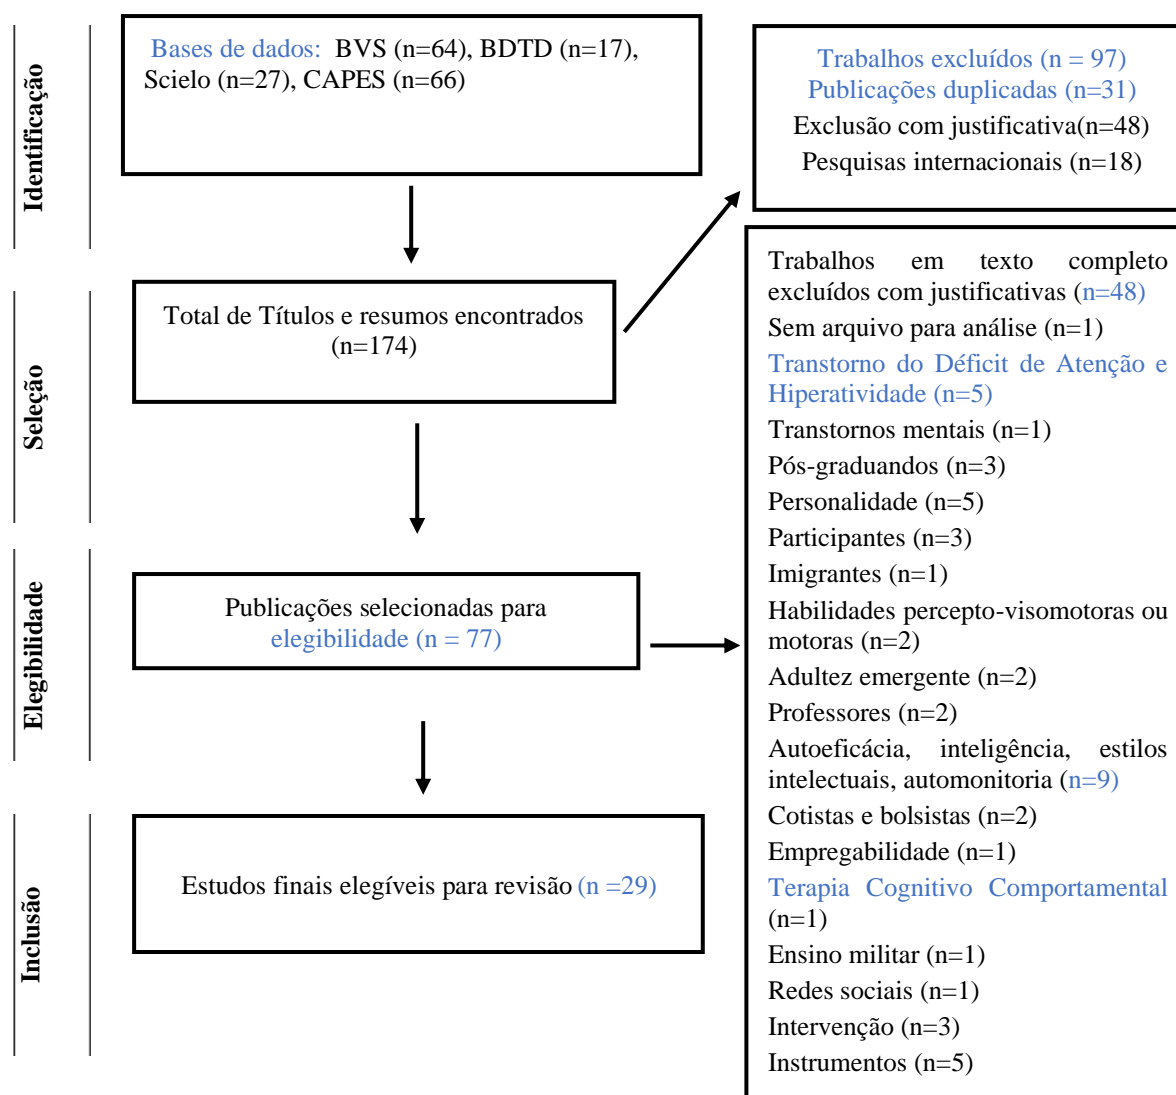 Identificação
Bases de dados: BVS (n=64), BDTD (n=17),
Scielo (n=27), CAPES (n=66)
Trabalhos excluídos (n = 97)
Publicações duplicadas (n=31)
Exclusão com justificativa(n=48)
Pesquisas internacionais (n=18)
Seleção
Total de Títulos e resumos encontrados
(n=174)
Elegibilidade
Publicações selecionadas para
elegibilidade (n = 77)
Trabalhos em texto completo
excluídos com justificativas (n=48)
Sem arquivo para análise (n=1)
Transtorno do Déficit de Atenção e
Hiperatividade (n=5)
Transtornos mentais (n=1)
Pós-graduandos (n=3)
Personalidade (n=5)
Participantes (n=3)
Imigrantes (n=1)
Habilidades percepto-visomotoras ou
motoras (n=2)
Adultez emergente (n=2)
Professores (n=2)
Autoeficácia, inteligência, estilos
intelectuais, automonitoria (n=9)
Cotistas e bolsistas (n=2)
Empregabilidade (n=1)
Terapia Cognitivo Comportamental
(n=1)
Ensino militar (n=1)
Redes sociais (n=1)
Intervenção (n=3)
Instrumentos (n=5)
Inclusão
Estudos finais elegíveis para revisão (n =29)